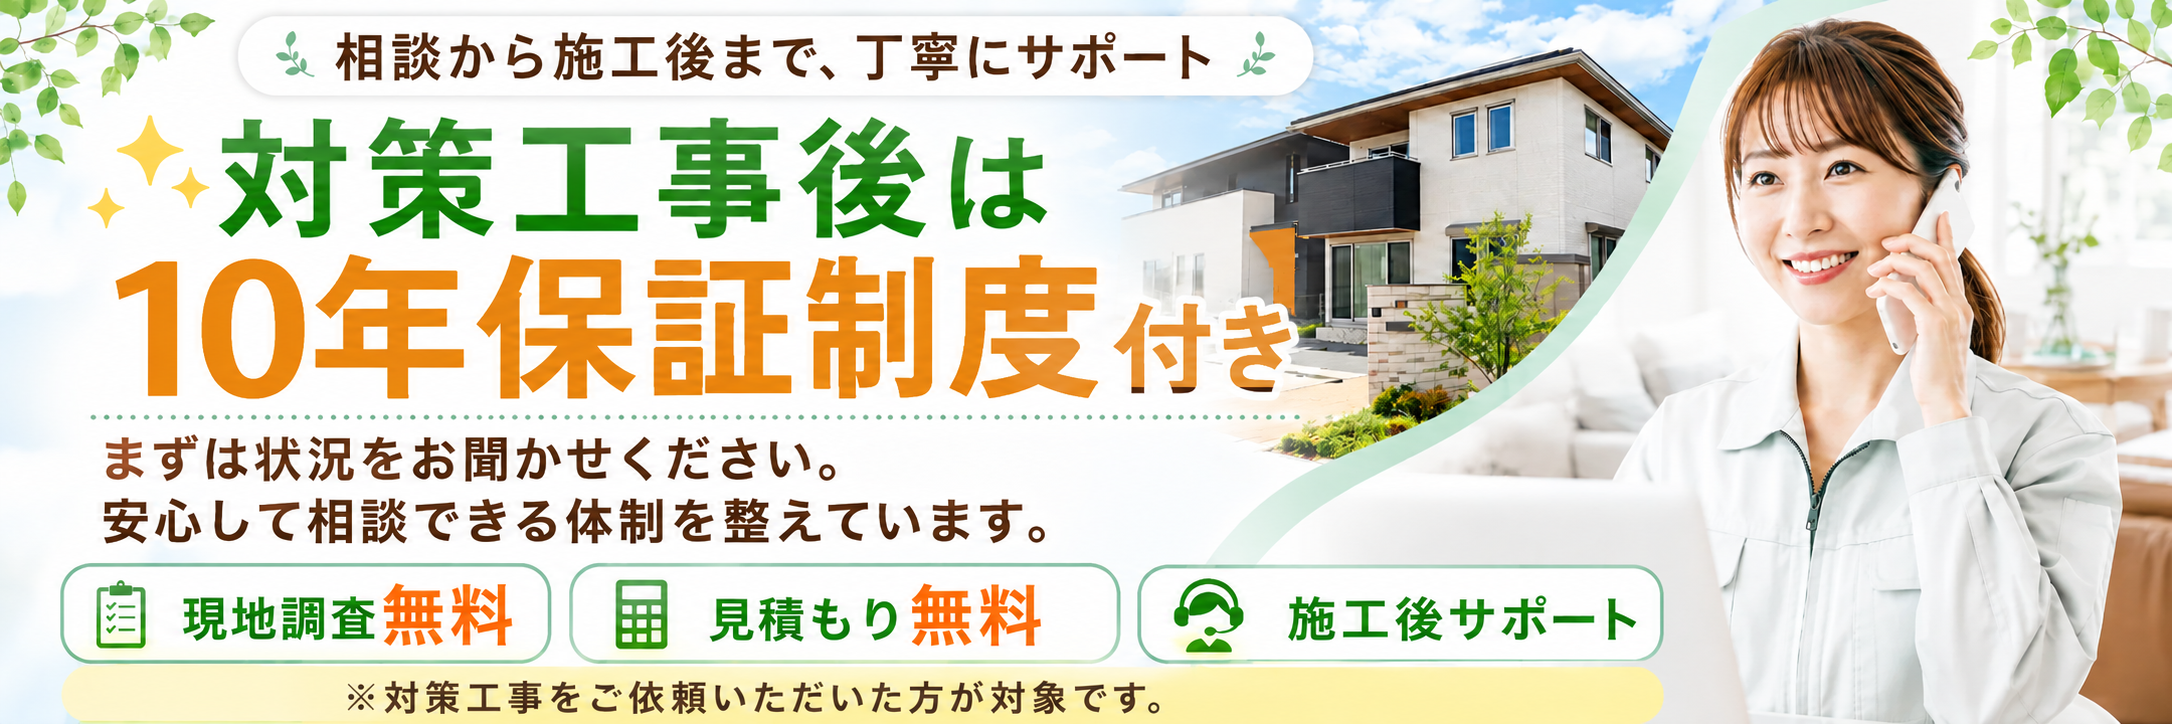 相談から施工後まで、丁寧にサポート
対策工事後は
10年保証制度付き
まずは状況をお聞かせください。
安心して相談できる体制を整えています。
現地調査無料
見積もり無料
施工後サポート
※対策工事をご依頼いただいた方が対象です。